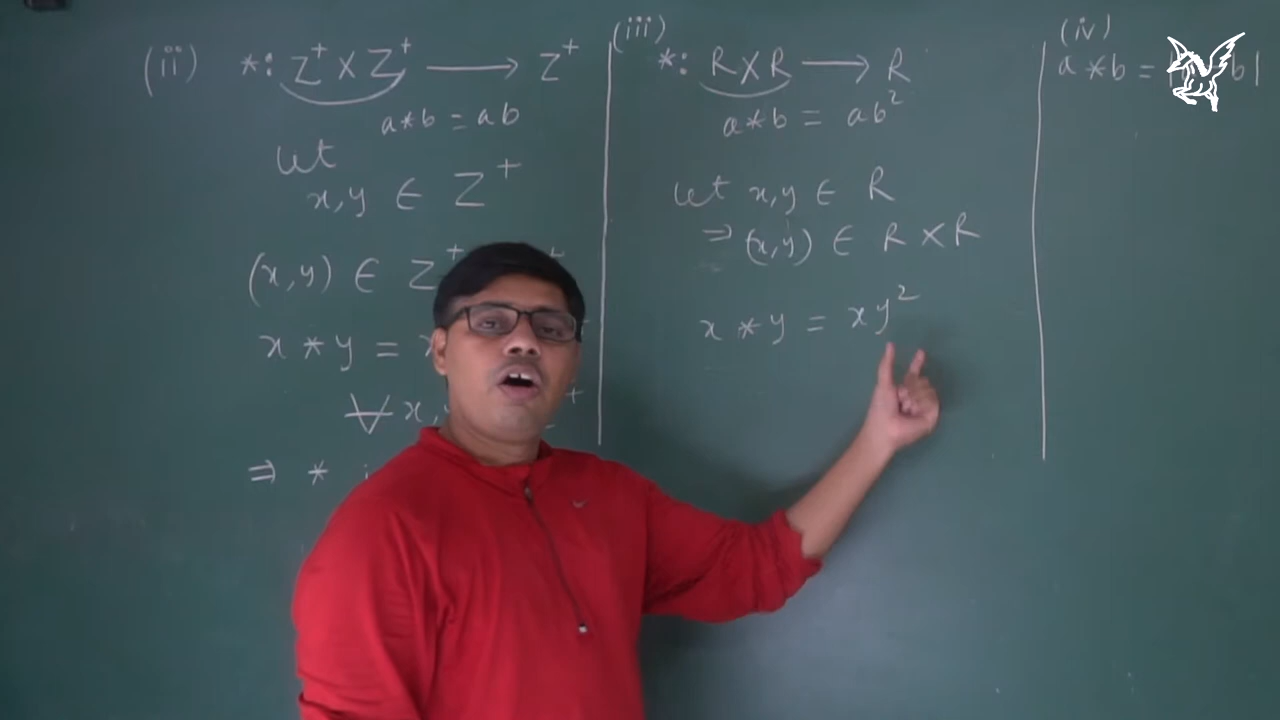 (ii) *: Z⁺ X Z⁺ ⟶ Z⁺
a*b = ab
let
x,y ∈ Z⁺
(x,y) ∈ Z⁺
x * y =
∀ x,
⇒ *
(iii)
*: R X R ⟶ R
a*b = ab²
let x,y ∈ R
⇒ (x,y) ∈ R X R
x * y = xy²
(iv)
a * b = | b|